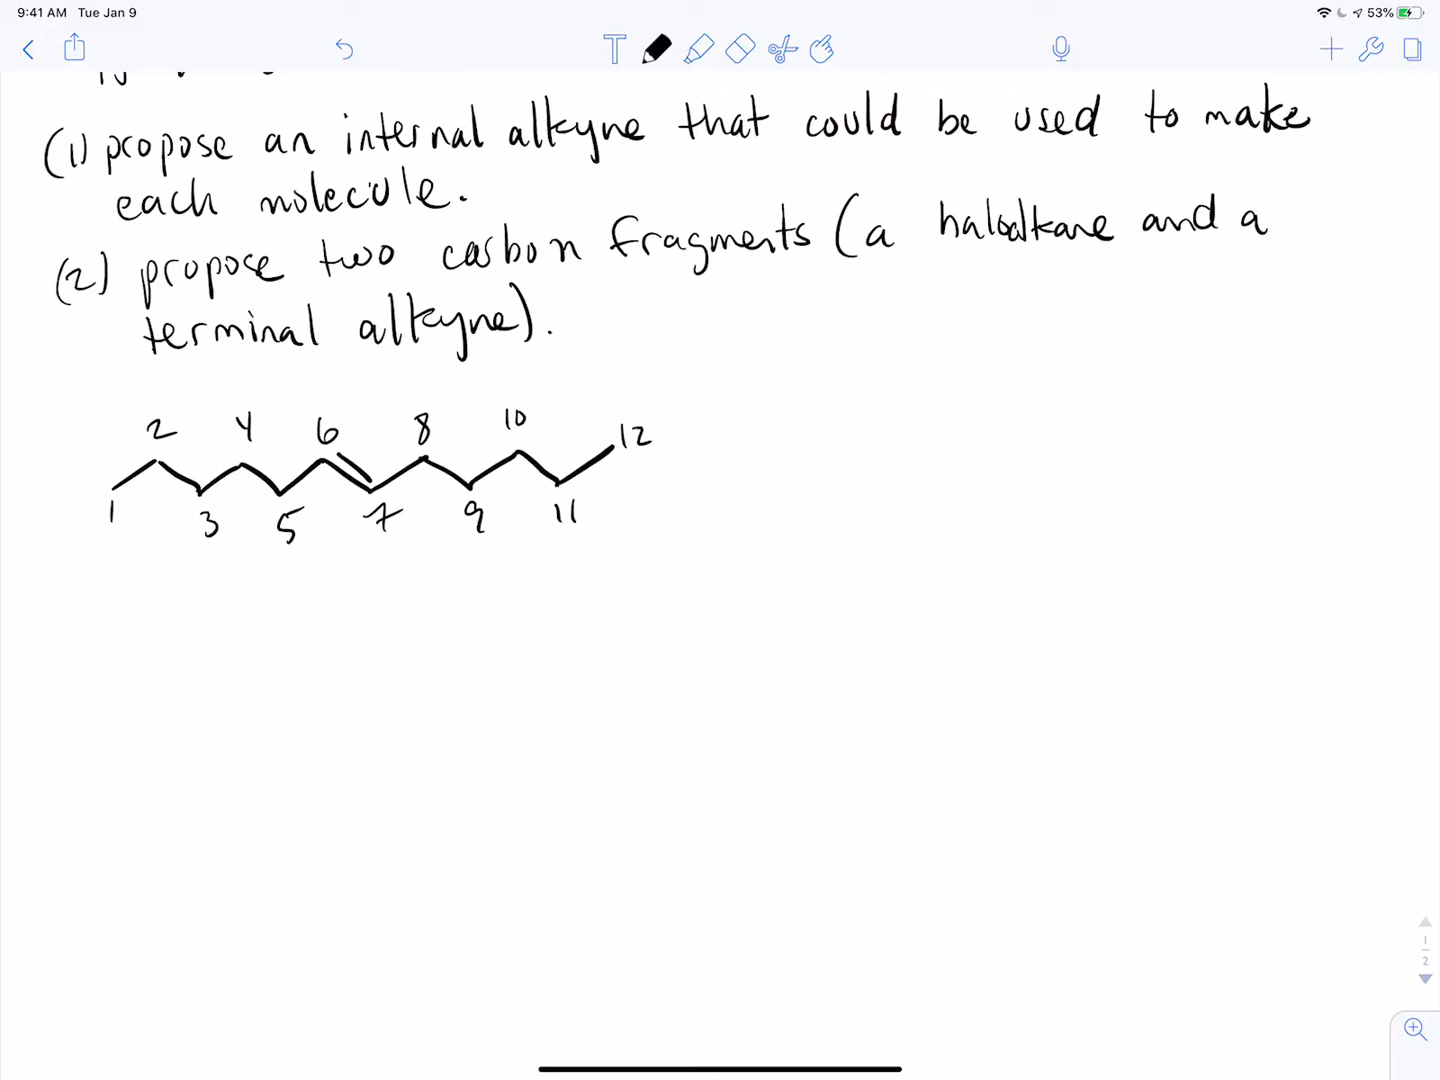 9:41 AM Tue Jan 9
53%
T
(1) propose an internal alkyne that could be used to make
each molecule.
(2) propose two carbon fragments (a haloalkane and a
terminal alkyne).
2 4 6 8 10 12
1 3 5 7 9 11
1
2